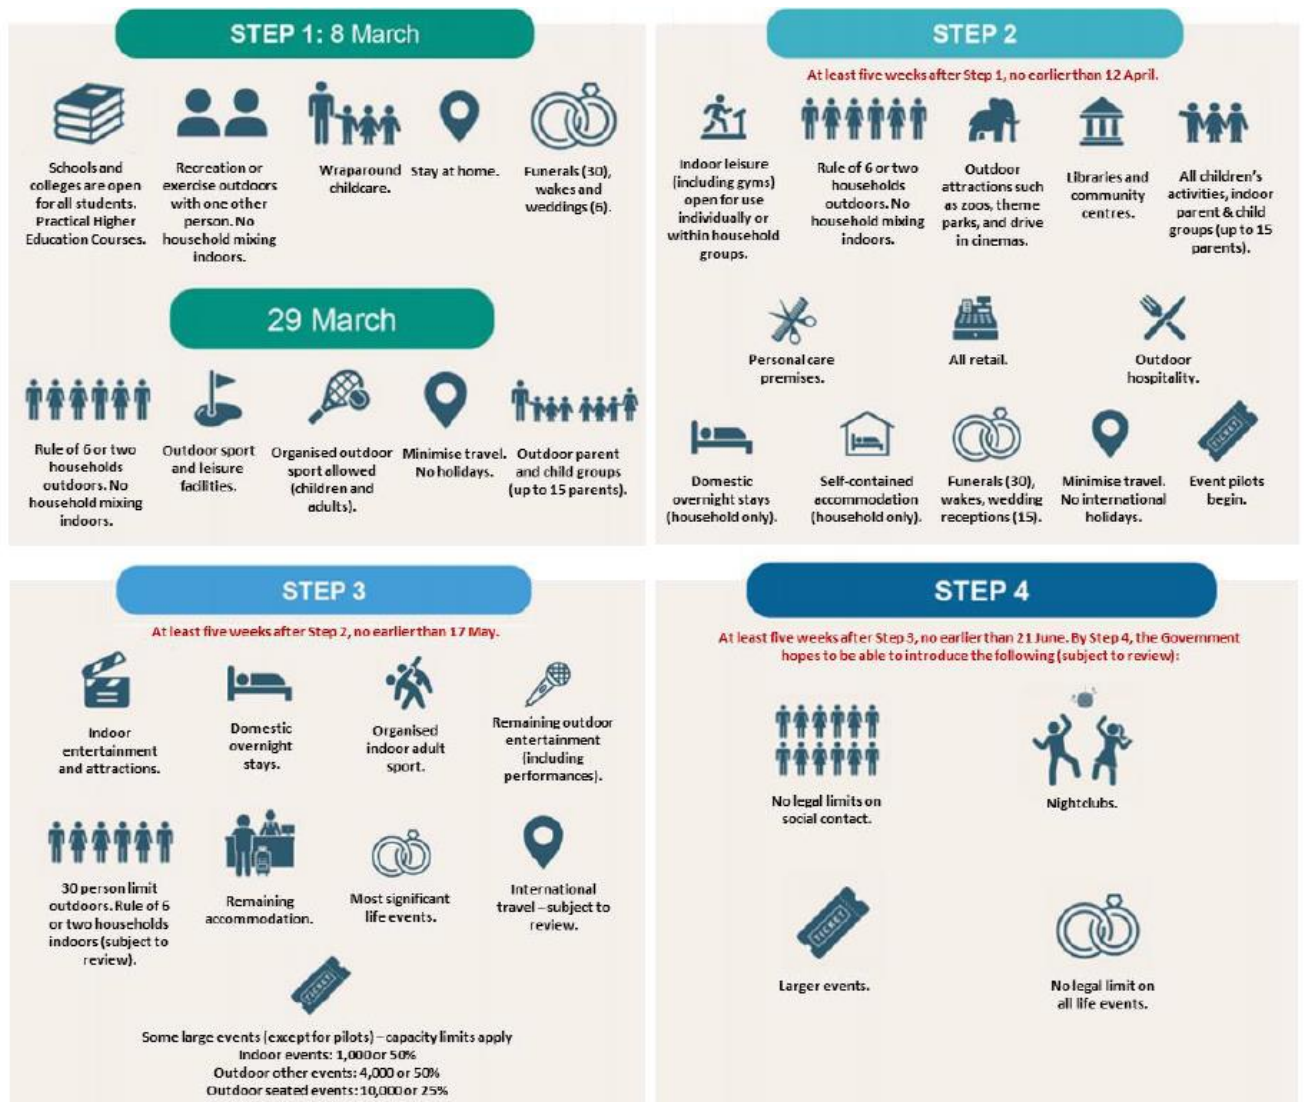 STEP 1: 8 March
Schools and
colleges are open
for all students.
Practical Higher
Education Courses.
Recreation or
exercise outdoors
with one other
person. No
household mixing
indoors.
Wraparound
childcare.
Stay at home.
Funerals (30),
wakes and
weddings (6).
29 March
Rule of 6 or two
households
outdoors. No
household mixing
indoors.
Outdoor sport
and leisure
facilities.
Organised outdoor
sport allowed
(children and
adults).
Minimise travel.
No holidays.
Outdoor parent
and child groups
(up to 15 parents).
STEP 2
At least five weeks after Step 1, no earlier than 12 April.
Indoor leisure
(including gyms)
open for use
individually or
within household
groups.
Rule of 6 or two
households
outdoors. No
household mixing
indoors.
Outdoor
attractions such
as zoos, theme
parks, and drive
in cinemas.
Libraries and
community
centres.
All children's
activities, indoor
parent & child
groups (up to 15
parents).
Personal care
premises.
All retail.
Outdoor
hospitality.
TICKET
Domestic
overnight stays
(household only).
Self-contained
accommodation
(household only).
Funerals (30),
wakes, wedding
receptions (15).
Minimise travel.
No international
holidays.
Event pilots
begin.
STEP 3
At least five weeks after Step 2, no earlier than 17 May.
Indoor
entertainment
and attractions.
Domestic
overnight
stays.
Organised
indoor adult
sport.
Remaining outdoor
entertainment
(including
performances).
30 person limit
outdoors. Rule of 6
or two households
indoors (subject to
review).
Remaining
accommodation.
Most significant
life events.
International
travel – subject to
review.
TICKET
Some large events (except for pilots) – capacity limits apply
Indoor events: 1,000 or 50%
Outdoor other events: 4,000 or 50%
Outdoor seated events: 10,000 or 25%
STEP 4
At least five weeks after Step 3, no earlier than 21 June. By Step 4, the Government
hopes to be able to introduce the following (subject to review):
No legal limits on
social contact.
Nightclubs.
TICKET
Larger events.
No legal limit on
all life events.